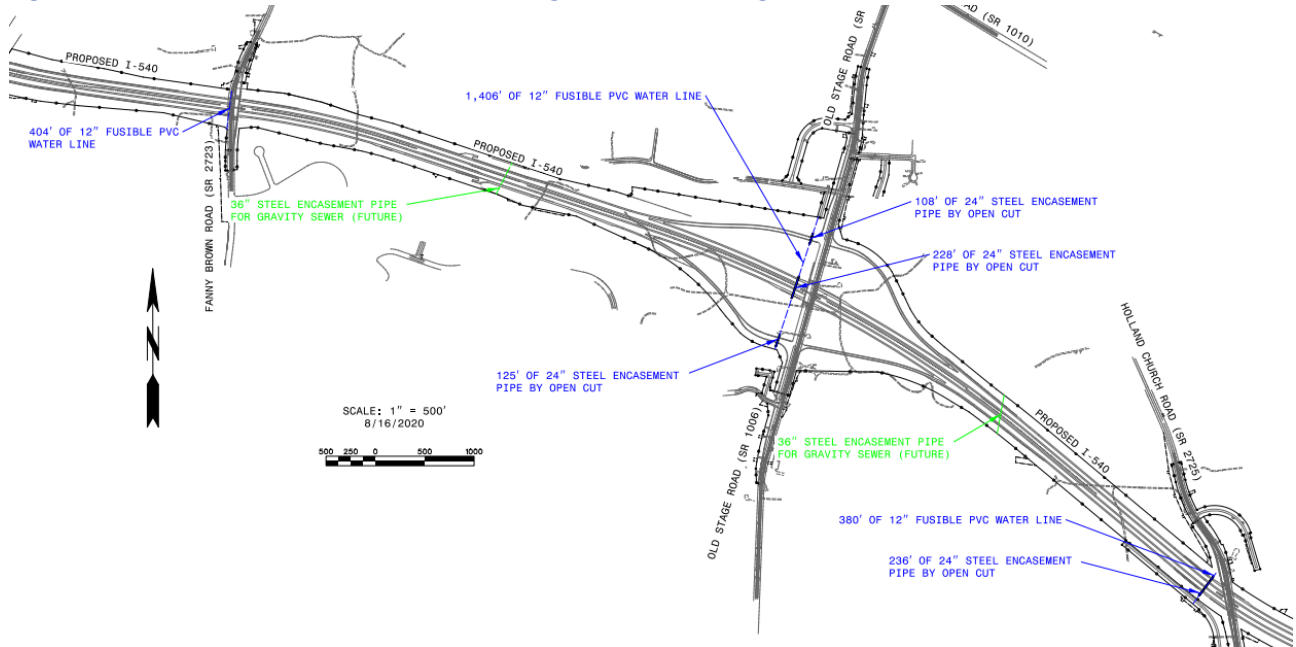 ROAD (SR 1010)
PROPOSED I-540
OLD STAGE ROAD (SR
1,406' OF 12" FUSIBLE PVC WATER LINE
404' OF 12" FUSIBLE PVC
WATER LINE
PROPOSED I-540
FANNY BROWN ROAD (SR 2723)
36" STEEL ENCASEMENT PIPE
FOR GRAVITY SEWER (FUTURE)
108' OF 24" STEEL ENCASEMENT
PIPE BY OPEN CUT
228' OF 24" STEEL ENCASEMENT
PIPE BY OPEN CUT
N
HOLLAND CHURCH ROAD (SR 2725)
125' OF 24" STEEL ENCASEMENT
PIPE BY OPEN CUT
SCALE: 1" = 500'
8/16/2020
500 250 0 500 1000
OLD STAGE ROAD (SR 1006)
PROPOSED I-540
36" STEEL ENCASEMENT PIPE
FOR GRAVITY SEWER (FUTURE)
380' OF 12" FUSIBLE PVC WATER LINE
236' OF 24" STEEL ENCASEMENT
PIPE BY OPEN CUT